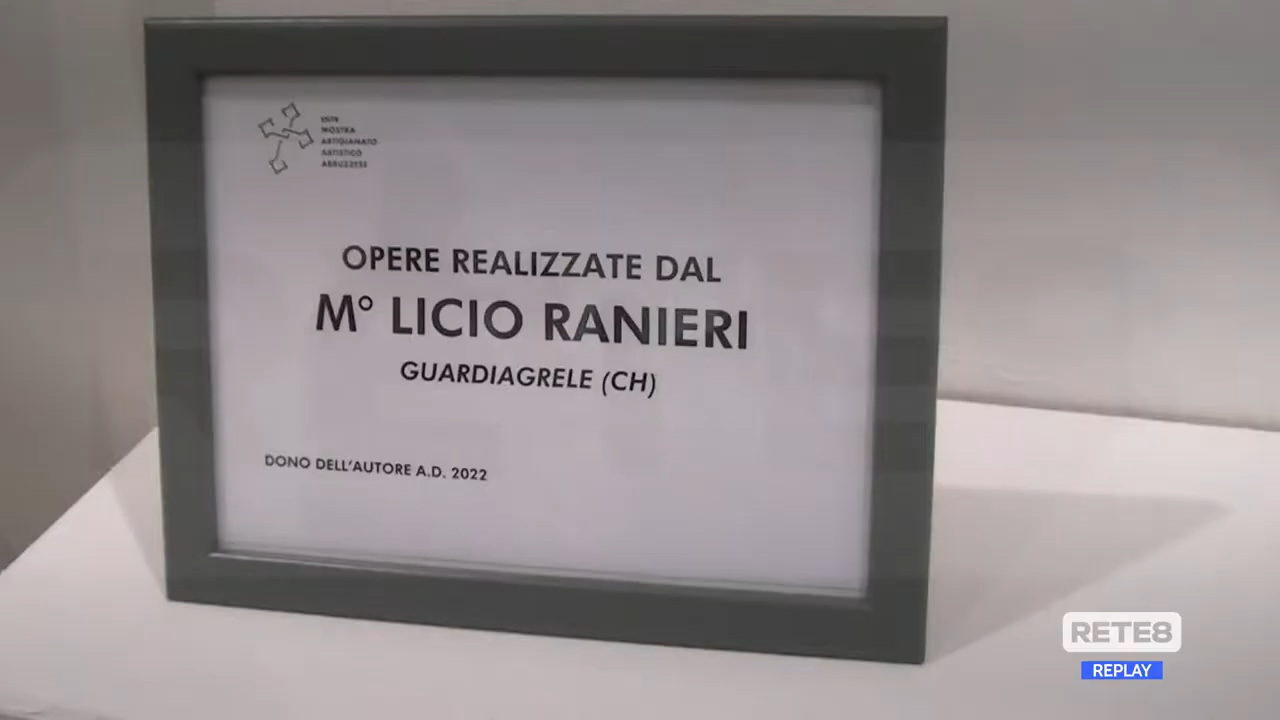 ENTE
MOSTRA
ARTIGIANATO
ARTISTICO
ABRUZZESE
OPERE REALIZZATE DAL
M° LICIO RANIERI
GUARDIAGRELE (CH)
DONO DELL'AUTORE A.D. 2022
RETE8
REPLAY